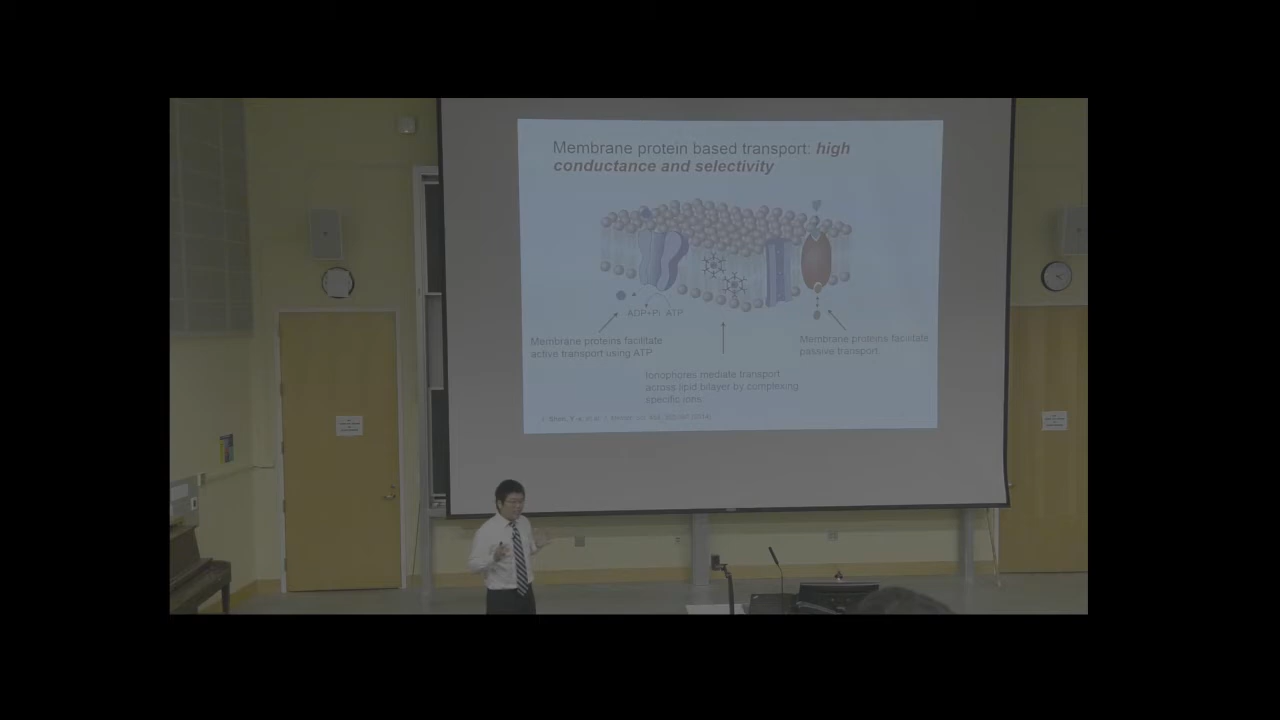 Membrane protein based transport: high
conductance and selectivity
ADP+Pi ATP
Membrane proteins facilitate
active transport using ATP
Membrane proteins facilitate
passive transport.
Ionophores mediate transport
across lipid bilayer by complexing
specific ions.